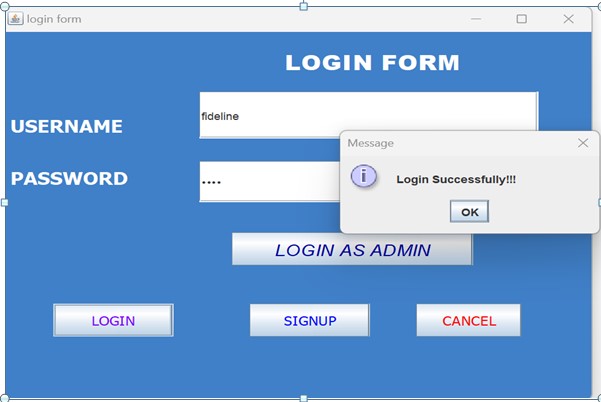 login form
LOGIN FORM
USERNAME
fideline
Message
Login Successfully!!!
OK
PASSWORD
....
LOGIN AS ADMIN
LOGIN
SIGNUP
CANCEL